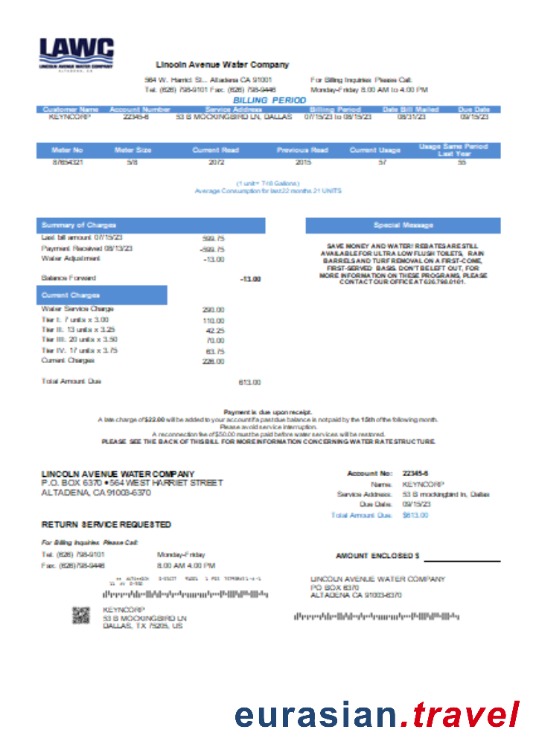 LAWC
LINCOLN AVENUE WATER COMPANY
ALTADENA, CA
Lincoln Avenue Water Company
564 W. Harriet St., Altadena CA 91001
Tel. (626) 798-9101 Fax: (626) 798-9446
For Billing Inquiries Please Call:
Monday-Friday 8:00 AM to 4:00 PM
BILLING PERIOD
Customer Name Account Number Service Address Billing Period Date Bill Mailed Due Date
KEYNCORP 22345-6 53 B MOCKINGBIRD LN, DALLAS 07/15/23 to 08/15/23 08/31/23 09/15/23
Meter No Meter Size Current Read Previous Read Current Usage Usage Same Period Last Year
87654321 5/8 2072 2015 57 55
(1 unit= 748 Gallons)
Average Consumption for last 22 months 21 UNITS
Summary of Charges
Last bill amount 07/15/23 599.75
Payment Received 08/13/23 -599.75
Water Adjustment -13.00
Balance Forward -13.00
Special Message
SAVE MONEY AND WATER! REBATES ARE STILL
AVAILABLE FOR ULTRA LOW FLUSH TOILETS, RAIN
BARRELS AND TURF REMOVAL ON A FIRST-COME,
FIRST-SERVED BASIS. DON'T BE LEFT OUT, FOR
MORE INFORMATION ON THESE PROGRAMS, PLEASE
CONTACT OUR OFFICE AT 626.798.9101.
Current Charges
Water Service Charge 290.00
Tier I: 7 units x 3.00 110.00
Tier II: 13 units x 3.25 42.25
Tier III: 20 units x 3.50 70.00
Tier IV: 17 units x 3.75 63.75
Current Charges 226.00
Total Amount Due 613.00
Payment is due upon receipt.
A late charge of $22.00 will be added to your account if a past due balance is not paid by the 15th of the following month.
Please avoid service interruption.
A reconnection fee of $50.00 must be paid before water services will be restored.
PLEASE SEE THE BACK OF THIS BILL FOR MORE INFORMATION CONCERNING WATER RATE STRUCTURE.
LINCOLN AVENUE WATER COMPANY
P.O. BOX 6370 • 564 WEST HARRIET STREET
ALTADENA, CA 91003-6370
Account No: 22345-6
Name: KEYNCORP
Service Address: 53 B mockingbird ln, Dallas
Due Date: 09/15/23
Total Amount Due: $613.00
RETURN SERVICE REQUESTED
For Billing Inquiries Please Call:
Tel. (626) 798-9101 Monday-Friday
Fax: (626)798-9446 8:00 AM 4:00 PM
AMOUNT ENCLOSED $
LINCOLN AVENUE WATER COMPANY
PO BOX 6370
ALTADENA CA 91003-6370
KEYNCORP
53 B MOCKINGBIRD LN
DALLAS, TX 75205, US
eurasian.travel